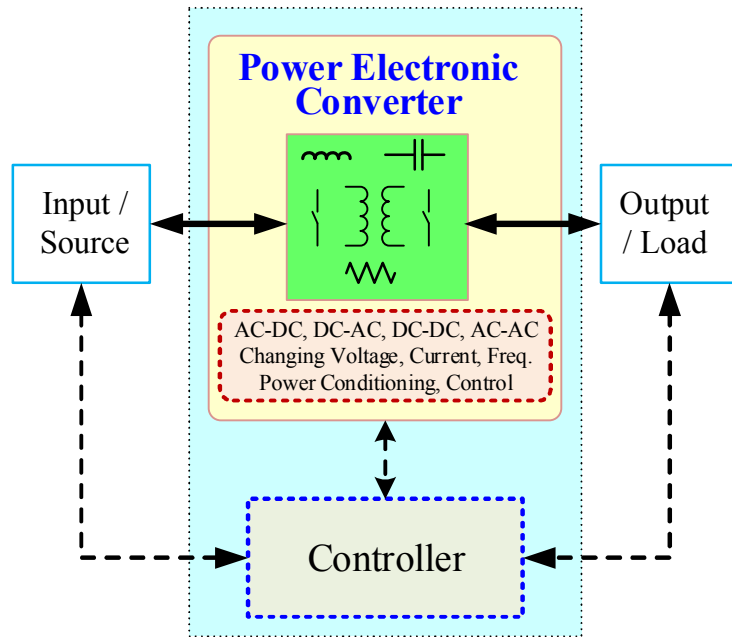 Power Electronic
Converter
Input /
Source
Output
/ Load
AC-DC, DC-AC, DC-DC, AC-AC
Changing Voltage, Current, Freq.
Power Conditioning, Control
Controller